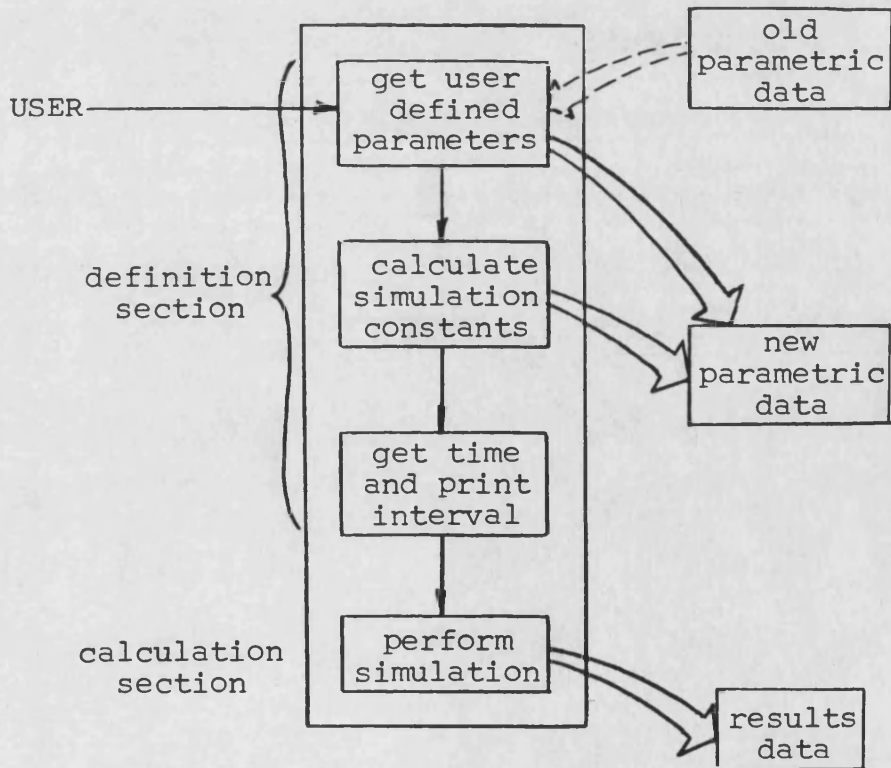 old
parametric
data
get user
defined
parameters
USER
calculate
simulation
constants
definition
section
new
parametric
data
get time
and print
interval
perform
simulation
calculation
section
results
data